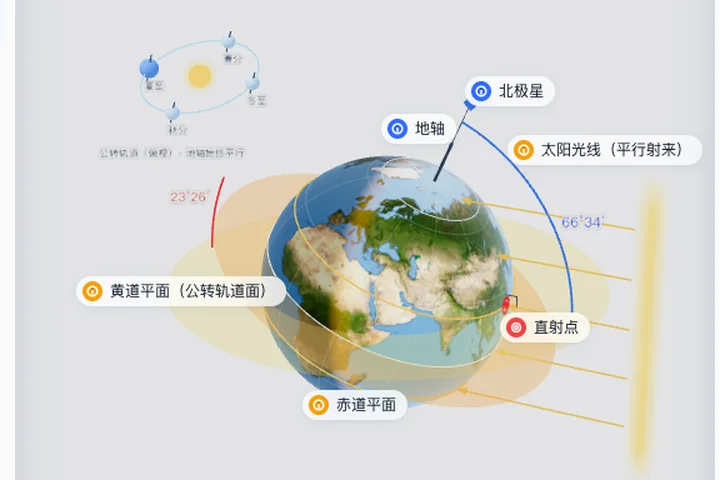 春分
夏至
冬至
秋分
公转轨道（俯视）· 地轴始终平行
北极星
地轴
太阳光线（平行射来）
23°26′
66°34′
黄道平面（公转轨道面）
直射点
赤道平面